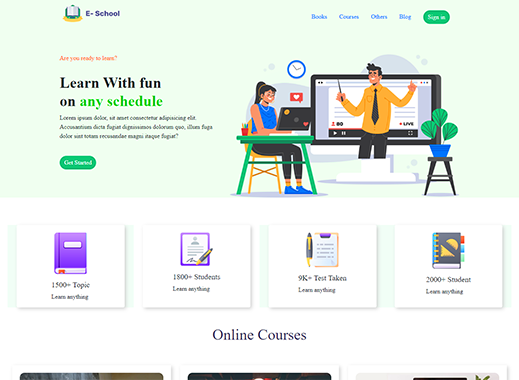 E- School
Books Courses Others Blog Sign in
Are you ready to learn?
Learn With fun
on any schedule
Lorem ipsum dolor, sit amet consectetur adipisicing elit.
Accusantium dicta fugiat dignissimos dolorum quo, illum fuga
dolor sint totam recusandae magni itaque fugiat?
Get Started
80 LIVE
1500+ Topic
Learn anything
1800+ Students
Learn anything
9K+ Test Taken
Learn anything
2000+ Student
Learn anything
Online Courses